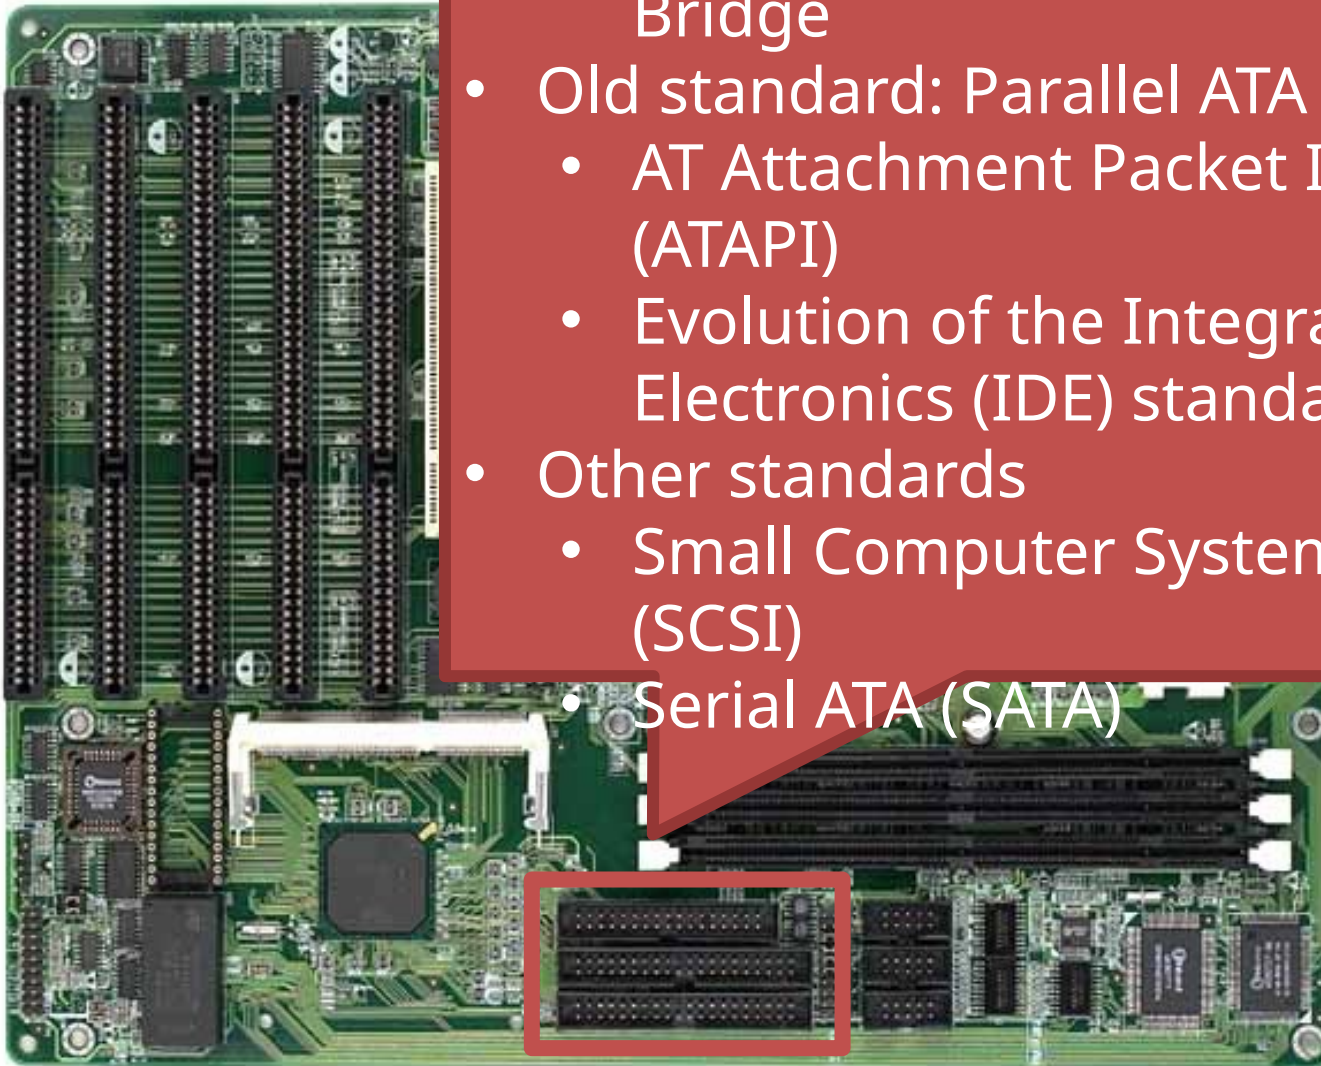 Bridge
• Old standard: Parallel ATA
• AT Attachment Packet I
(ATAPI)
• Evolution of the Integra
Electronics (IDE) standa
• Other standards
• Small Computer System
(SCSI)
• Serial ATA (SATA)